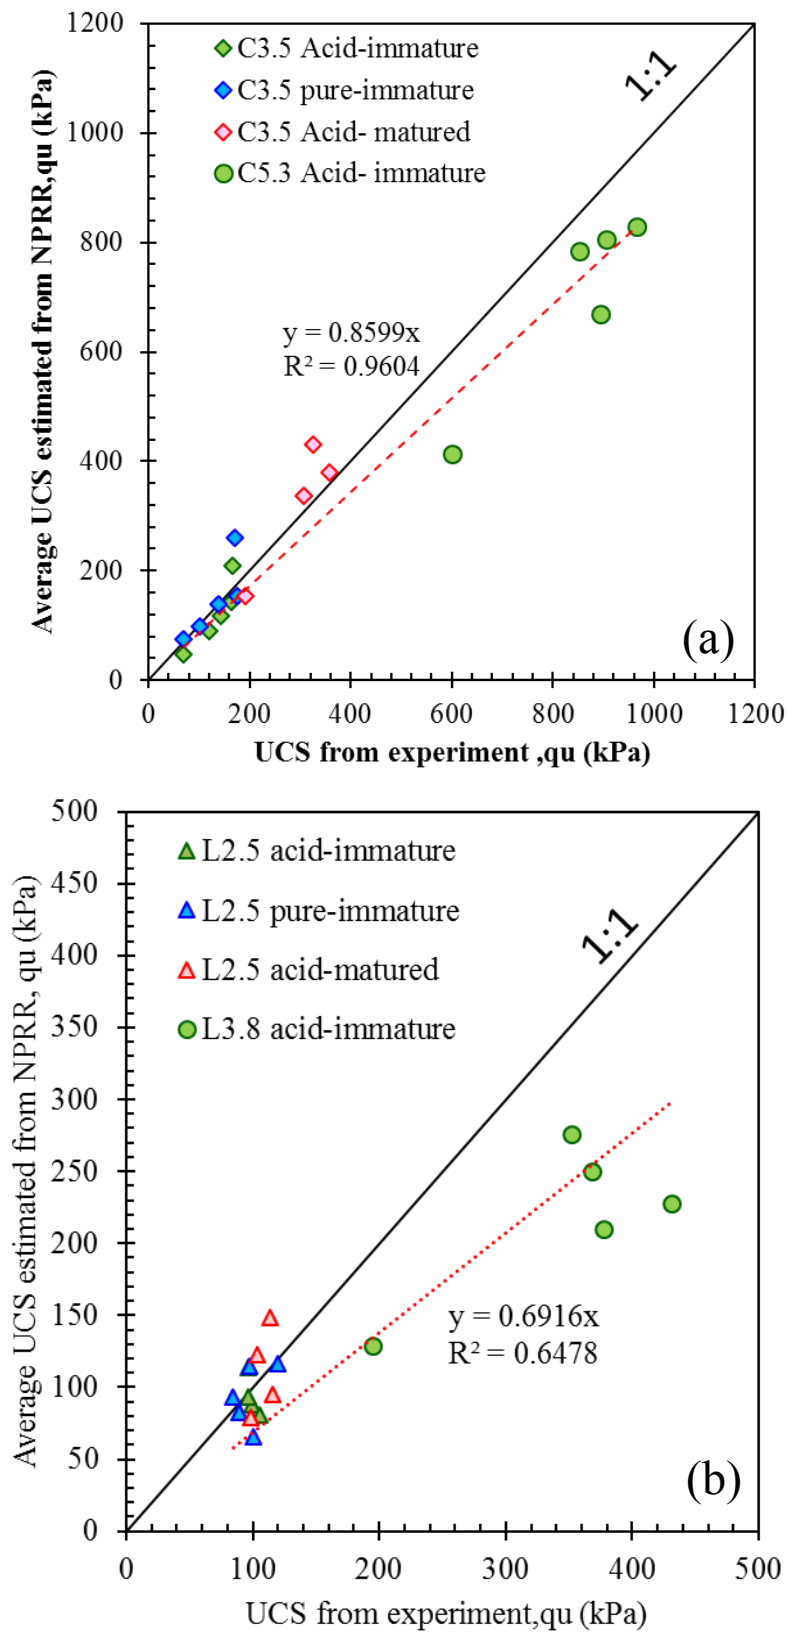 1200
1000
800
600
400
200
0
Average UCS estimated from NPRR,qu (kPa)
C3.5 Acid-immature
C3.5 pure-immature
C3.5 Acid- matured
C5.3 Acid- immature
1:1
y = 0.8599x
R² = 0.9604
(a)
0 200 400 600 800 1000 1200
UCS from experiment ,qu (kPa)
500
450
400
350
300
250
200
150
100
50
0
Average UCS estimated from NPRR, qu (kPa)
L2.5 acid-immature
L2.5 pure-immature
L2.5 acid-matured
L3.8 acid-immature
1:1
y = 0.6916x
R² = 0.6478
(b)
0 100 200 300 400 500
UCS from experiment,qu (kPa)